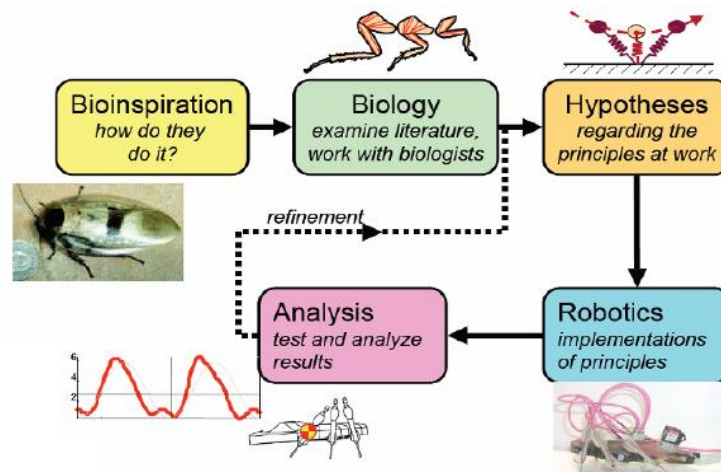 Bioinspiration
how do they
do it?
Biology
examine literature,
work with biologists
Hypotheses
regarding the
principles at work
refinement
Analysis
test and analyze
results
Robotics
implementations
of principles
6
4
2